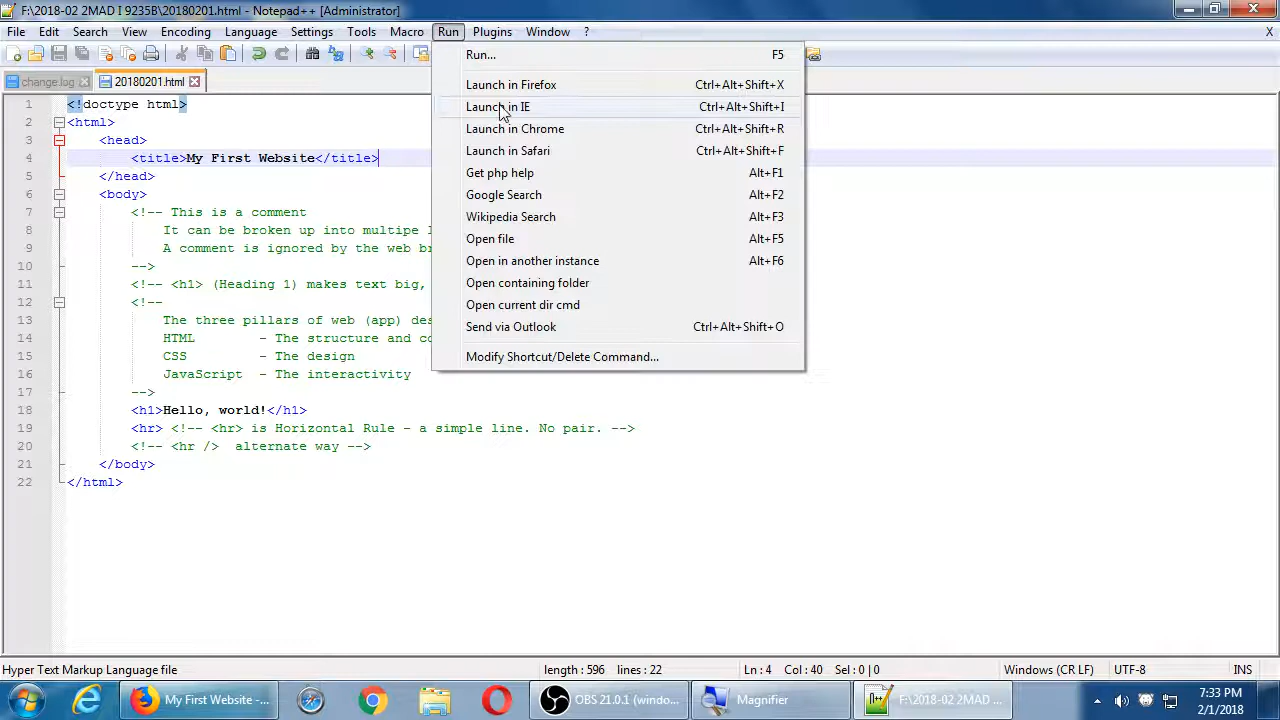 F:\2018-02 2MAD I 9235B\20180201.html - Notepad++ [Administrator]
File Edit Search View Encoding Language Settings Tools Macro Run Plugins Window ? X
change.log 20180201.html
1 <!doctype html>
2 <html>
3 <head>
4 <title>My First Website</title>
5 </head>
6 <body>
7 <!-- This is a comment
8 It can be broken up into multipe
9 A comment is ignored by the web
10 -->
11 <!-- <h1> (Heading 1) makes text big,
12 <!--
13 The three pillars of web (app)
14 HTML - The structure and
15 CSS - The design
16 JavaScript - The interactivity
17 -->
18 <h1>Hello, world!</h1>
19 <hr> <!-- <hr> is Horizontal Rule - a simple line. No pair. -->
20 <!-- <hr /> alternate way -->
21 </body>
22 </html>
Run... F5
Launch in Firefox Ctrl+Alt+Shift+X
Launch in IE Ctrl+Alt+Shift+I
Launch in Chrome Ctrl+Alt+Shift+R
Launch in Safari Ctrl+Alt+Shift+F
Get php help Alt+F1
Google Search Alt+F2
Wikipedia Search Alt+F3
Open file Alt+F5
Open in another instance Alt+F6
Open containing folder
Open current dir cmd
Send via Outlook Ctrl+Alt+Shift+O
Modify Shortcut/Delete Command...
Hyper Text Markup Language file length : 596 lines : 22 Ln : 4 Col : 40 Sel : 0 | 0 Windows (CR LF) UTF-8 INS
My First Website -... OBS 21.0.1 (windo... Magnifier F:\2018-02 2MAD ...
7:33 PM
2/1/2018